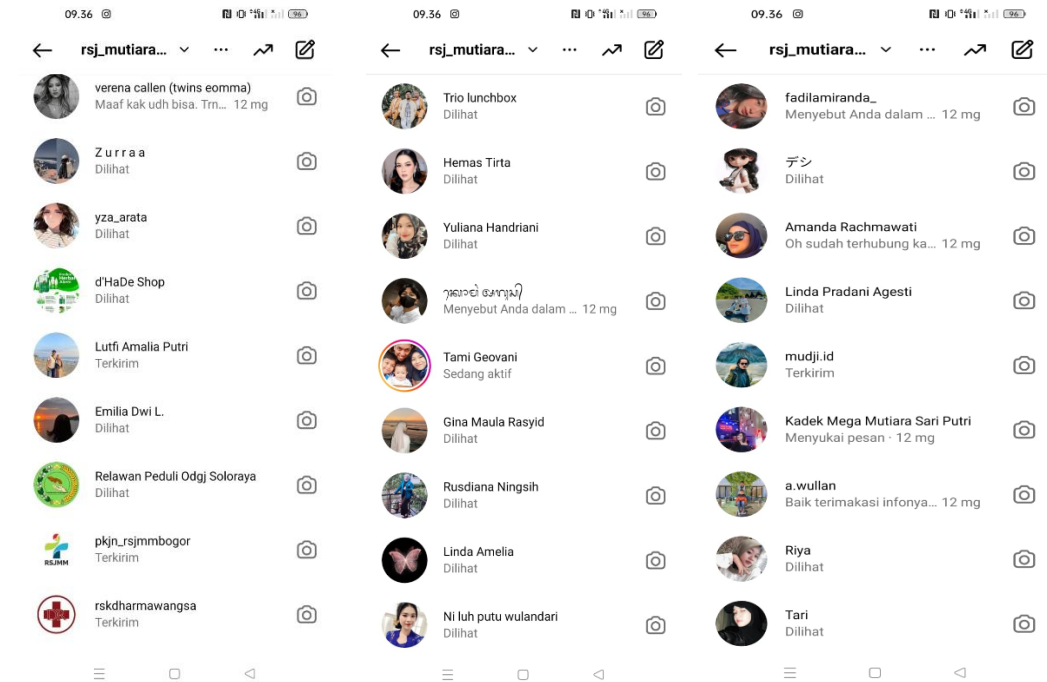 09.36
96
rsj_mutiara...
verena callen (twins eomma)
Maaf kak udh bisa. Trn... 12 mg
Z u r r a a
Dilihat
yza_arata
Dilihat
d'HaDe Shop
Dilihat
Lutfi Amalia Putri
Terkirim
Emilia Dwi L.
Dilihat
Relawan Peduli Odgj Soloraya
Dilihat
RSJMM
pkjn_rsjmmbogor
Terkirim
rskdharmawangsa
Terkirim
09.36
96
rsj_mutiara...
Trio lunchbox
Dilihat
Hemas Tirta
Dilihat
Yuliana Handriani
Dilihat
Menyebut Anda dalam ... 12 mg
Tami Geovani
Sedang aktif
Gina Maula Rasyid
Dilihat
Rusdiana Ningsih
Dilihat
Linda Amelia
Dilihat
Ni luh putu wulandari
Dilihat
09.36
96
rsj_mutiara...
fadilamiranda_
Menyebut Anda dalam ... 12 mg
デシ
Dilihat
Amanda Rachmawati
Oh sudah terhubung ka... 12 mg
Linda Pradani Agesti
Dilihat
mudji.id
Terkirim
Kadek Mega Mutiara Sari Putri
Menyukai pesan · 12 mg
a.wullan
Baik terimakasi infonya... 12 mg
Riya
Dilihat
Tari
Dilihat